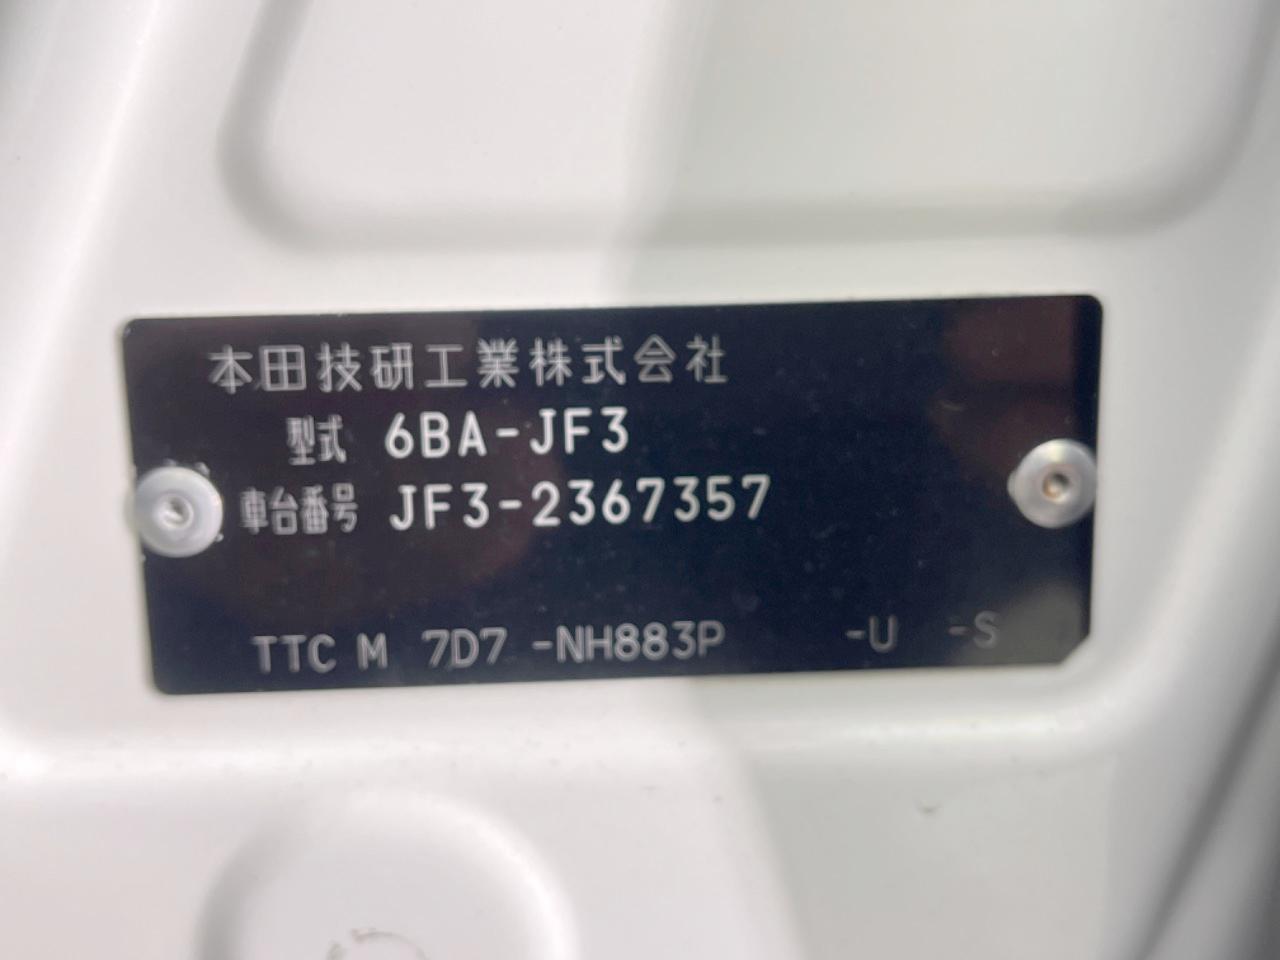 本田技研工業株式会社
型式 6BA-JF3
車台番号 JF3-2367357
TTC M 7D7 -NH883P -U -S